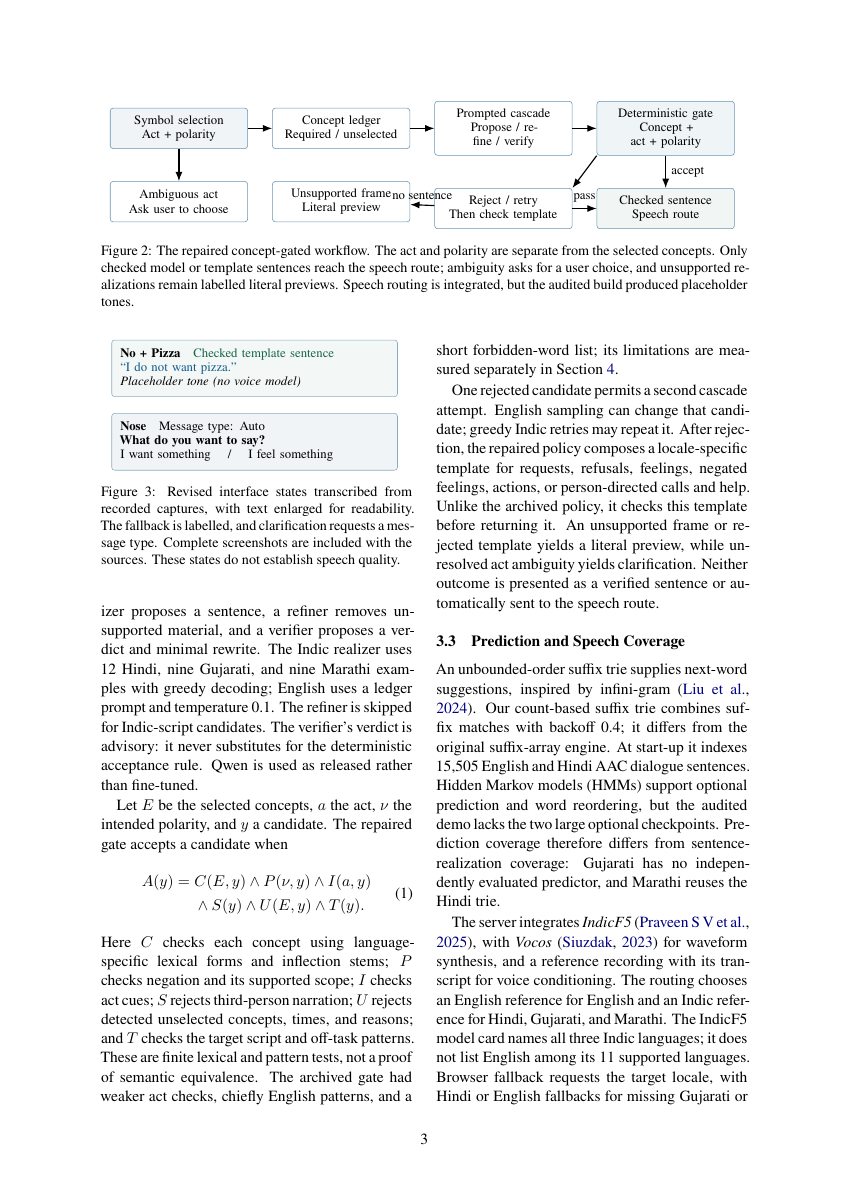 Symbol selection
Act + polarity
Concept ledger
Required / unselected
Prompted cascade
Propose / re-
fine / verify
Deterministic gate
Concept +
act + polarity
accept
Ambiguous act
Ask user to choose
Unsupported frame
Literal preview
no sentence
Reject / retry
Then check template
pass
Checked sentence
Speech route
Figure 2: The repaired concept-gated workflow. The act and polarity are separate from the selected concepts. Only
checked model or template sentences reach the speech route; ambiguity asks for a user choice, and unsupported re-
alizations remain labelled literal previews. Speech routing is integrated, but the audited build produced placeholder
tones.
No + Pizza Checked template sentence
“I do not want pizza.”
Placeholder tone (no voice model)
Nose Message type: Auto
What do you want to say?
I want something / I feel something
Figure 3: Revised interface states transcribed from
recorded captures, with text enlarged for readability.
The fallback is labelled, and clarification requests a mes-
sage type. Complete screenshots are included with the
sources. These states do not establish speech quality.
izer proposes a sentence, a refiner removes un-
supported material, and a verifier proposes a ver-
dict and minimal rewrite. The Indic realizer uses
12 Hindi, nine Gujarati, and nine Marathi exam-
ples with greedy decoding; English uses a ledger
prompt and temperature 0.1. The refiner is skipped
for Indic-script candidates. The verifier’s verdict is
advisory: it never substitutes for the deterministic
acceptance rule. Qwen is used as released rather
than fine-tuned.
Let E be the selected concepts, a the act, ν the
intended polarity, and y a candidate. The repaired
gate accepts a candidate when
A(y) = C(E, y) ∧ P(ν, y) ∧ I(a, y)
∧ S(y) ∧ U(E, y) ∧ T(y). (1)
Here C checks each concept using language-
specific lexical forms and inflection stems; P
checks negation and its supported scope; I checks
act cues; S rejects third-person narration; U rejects
detected unselected concepts, times, and reasons;
and T checks the target script and off-task patterns.
These are finite lexical and pattern tests, not a proof
of semantic equivalence. The archived gate had
weaker act checks, chiefly English patterns, and a
short forbidden-word list; its limitations are mea-
sured separately in Section 4.
One rejected candidate permits a second cascade
attempt. English sampling can change that candi-
date; greedy Indic retries may repeat it. After rejec-
tion, the repaired policy composes a locale-specific
template for requests, refusals, feelings, negated
feelings, actions, or person-directed calls and help.
Unlike the archived policy, it checks this template
before returning it. An unsupported frame or re-
jected template yields a literal preview, while un-
resolved act ambiguity yields clarification. Neither
outcome is presented as a verified sentence or au-
tomatically sent to the speech route.
3.3 Prediction and Speech Coverage
An unbounded-order suffix trie supplies next-word
suggestions, inspired by infini-gram (Liu et al.,
2024). Our count-based suffix trie combines suf-
fix matches with backoff 0.4; it differs from the
original suffix-array engine. At start-up it indexes
15,505 English and Hindi AAC dialogue sentences.
Hidden Markov models (HMMs) support optional
prediction and word reordering, but the audited
demo lacks the two large optional checkpoints. Pre-
diction coverage therefore differs from sentence-
realization coverage: Gujarati has no indepen-
dently evaluated predictor, and Marathi reuses the
Hindi trie.
The server integrates IndicF5 (Praveen S V et al.,
2025), with Vocos (Siuzdak, 2023) for waveform
synthesis, and a reference recording with its tran-
script for voice conditioning. The routing chooses
an English reference for English and an Indic refer-
ence for Hindi, Gujarati, and Marathi. The IndicF5
model card names all three Indic languages; it does
not list English among its 11 supported languages.
Browser fallback requests the target locale, with
Hindi or English fallbacks for missing Gujarati or
3